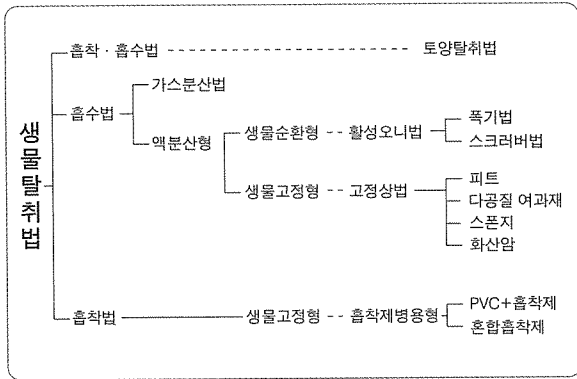 생물탈취법
흡착 · 흡수법 토양탈취법
흡수법
가스분산법
액분산형
생물순환형 -- 활성오니법
폭기법
스크러버법
생물고정형 -- 고정상법
피트
다공질 여과재
스폰지
화산암
흡착법
생물고정형 -- 흡착제병용형
PVC+흡착제
혼합흡착제